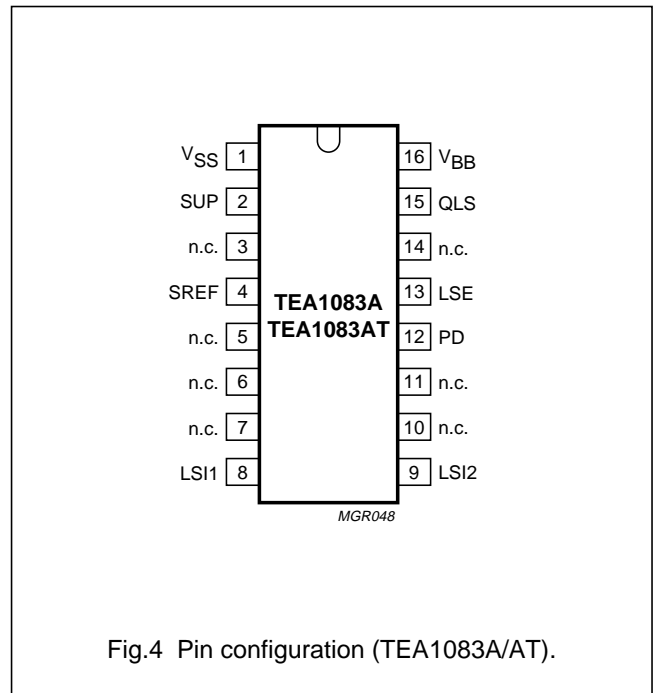 VSS 1 16 VBB
SUP 2 15 QLS
n.c. 3 14 n.c.
SREF 4 13 LSE
TEA1083A
TEA1083AT
n.c. 5 12 PD
n.c. 6 11 n.c.
n.c. 7 10 n.c.
LSI1 8 9 LSI2
MGR048
Fig.4 Pin configuration (TEA1083A/AT).